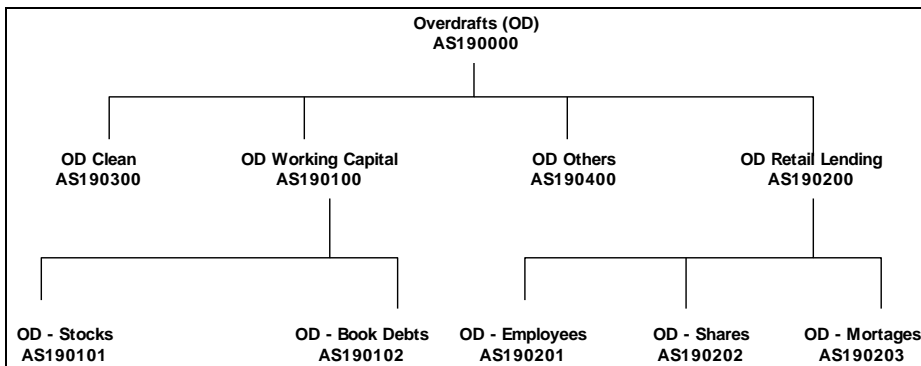 Overdrafts (OD)
AS190000
OD Clean
AS190300
OD Working Capital
AS190100
OD Others
AS190400
OD Retail Lending
AS190200
OD - Stocks
AS190101
OD - Book Debts
AS190102
OD - Employees
AS190201
OD - Shares
AS190202
OD - Mortages
AS190203